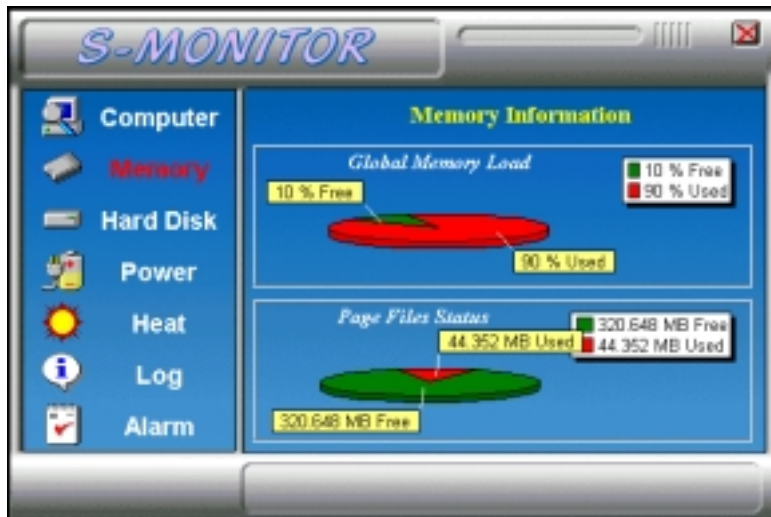 S-MONITOR
Computer
Memory
Hard Disk
Power
Heat
Log
Alarm
Memory Information
Global Memory Load
10 % Free
90 % Used
10 % Free
90 % Used
Page Files Status
320.648 MB Free
44.352 MB Used
44.352 MB Used
320.648 MB Free